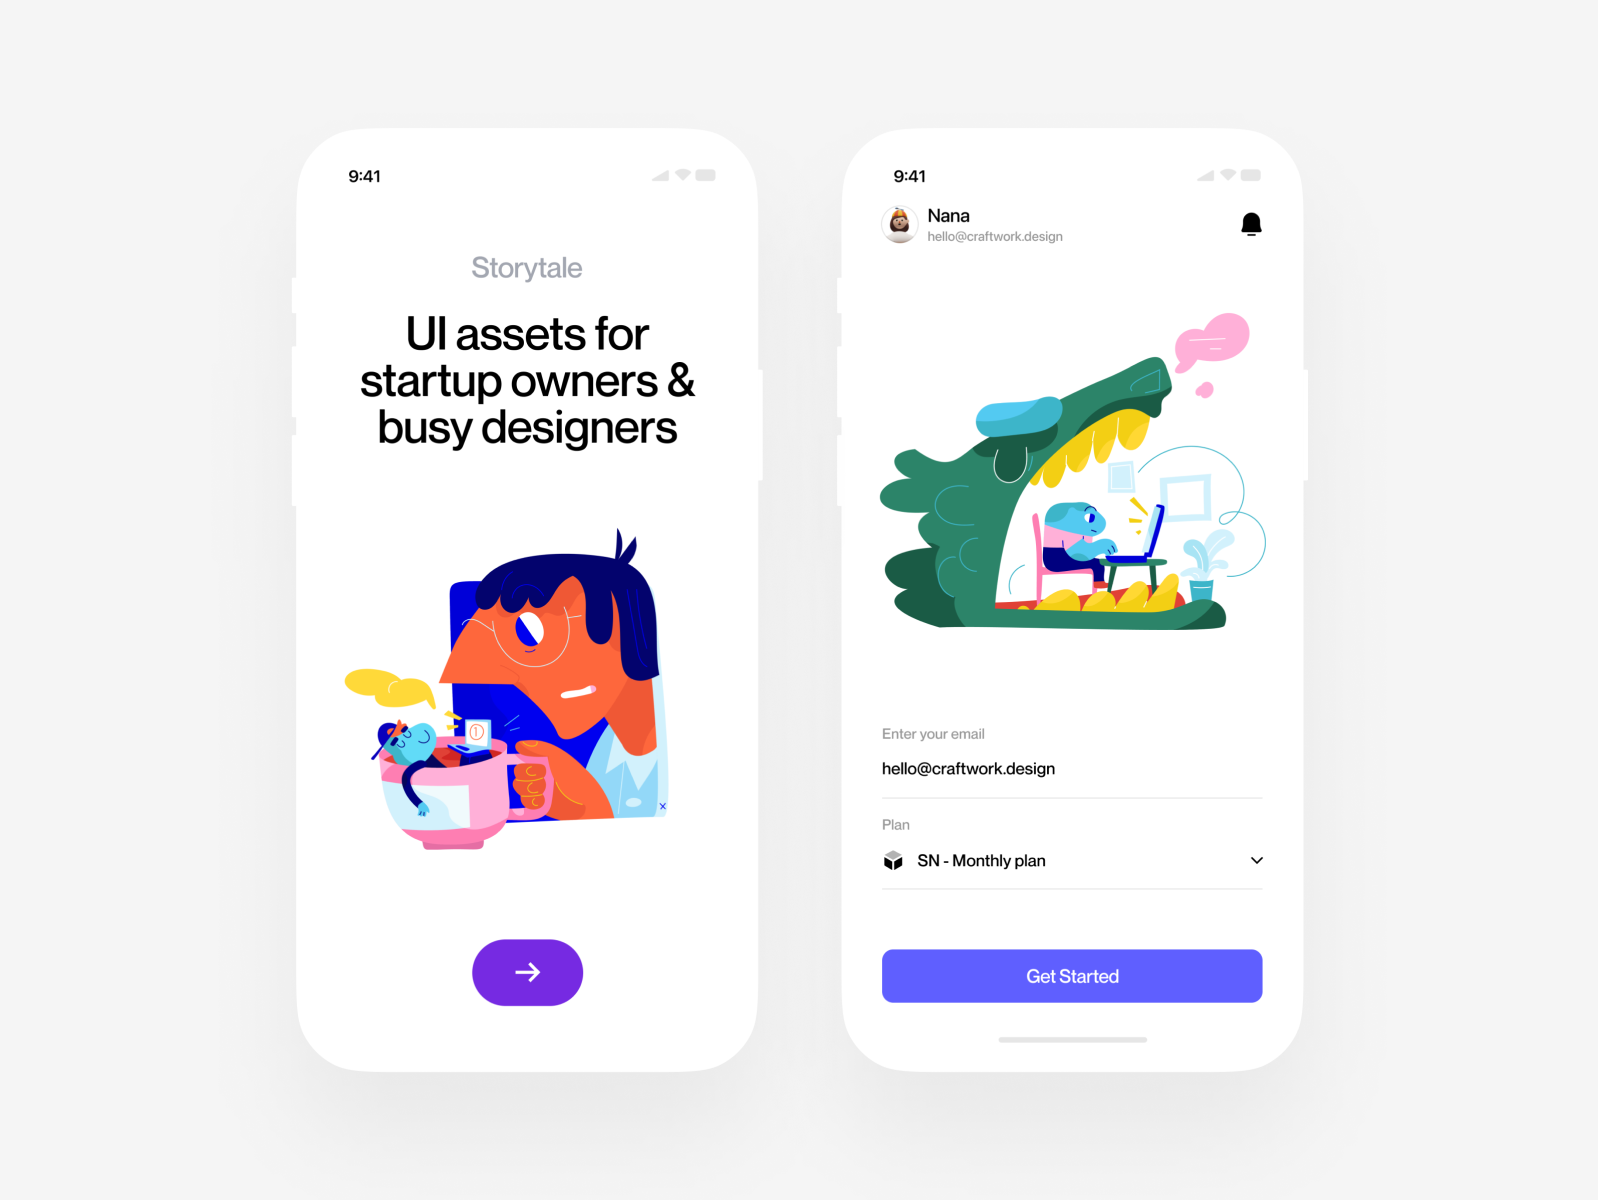 9:41
Storytale
UI assets for
startup owners &
busy designers
9:41
Nana
hello@craftwork.design
Enter your email
hello@craftwork.design
Plan
SN - Monthly plan
Get Started